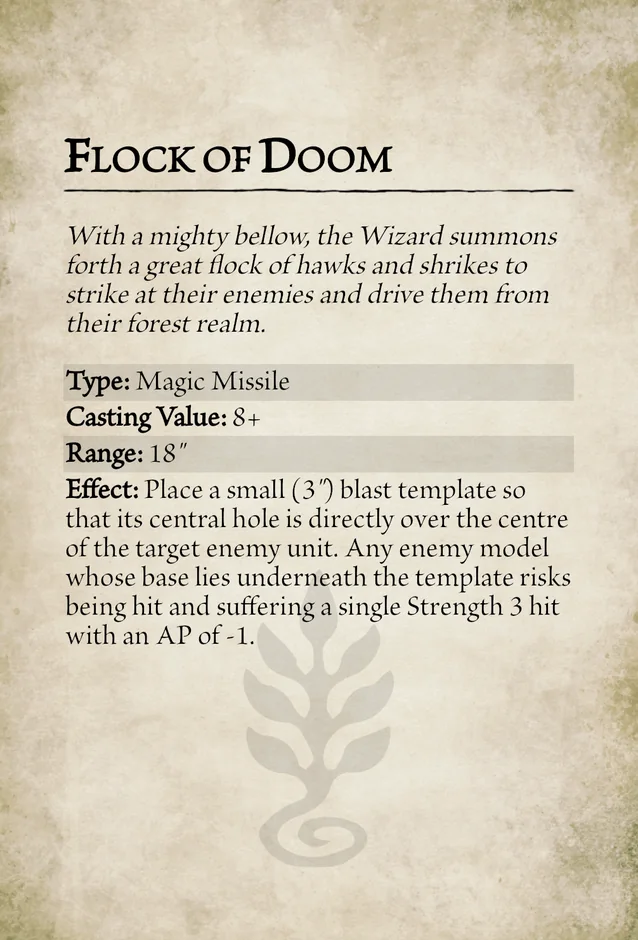 Flock of Doom
With a mighty bellow, the Wizard summons
forth a great flock of hawks and shrikes to
strike at their enemies and drive them from
their forest realm.
Type: Magic Missile
Casting Value: 8+
Range: 18"
Effect: Place a small (3") blast template so
that its central hole is directly over the centre
of the target enemy unit. Any enemy model
whose base lies underneath the template risks
being hit and suffering a single Strength 3 hit
with an AP of -1.